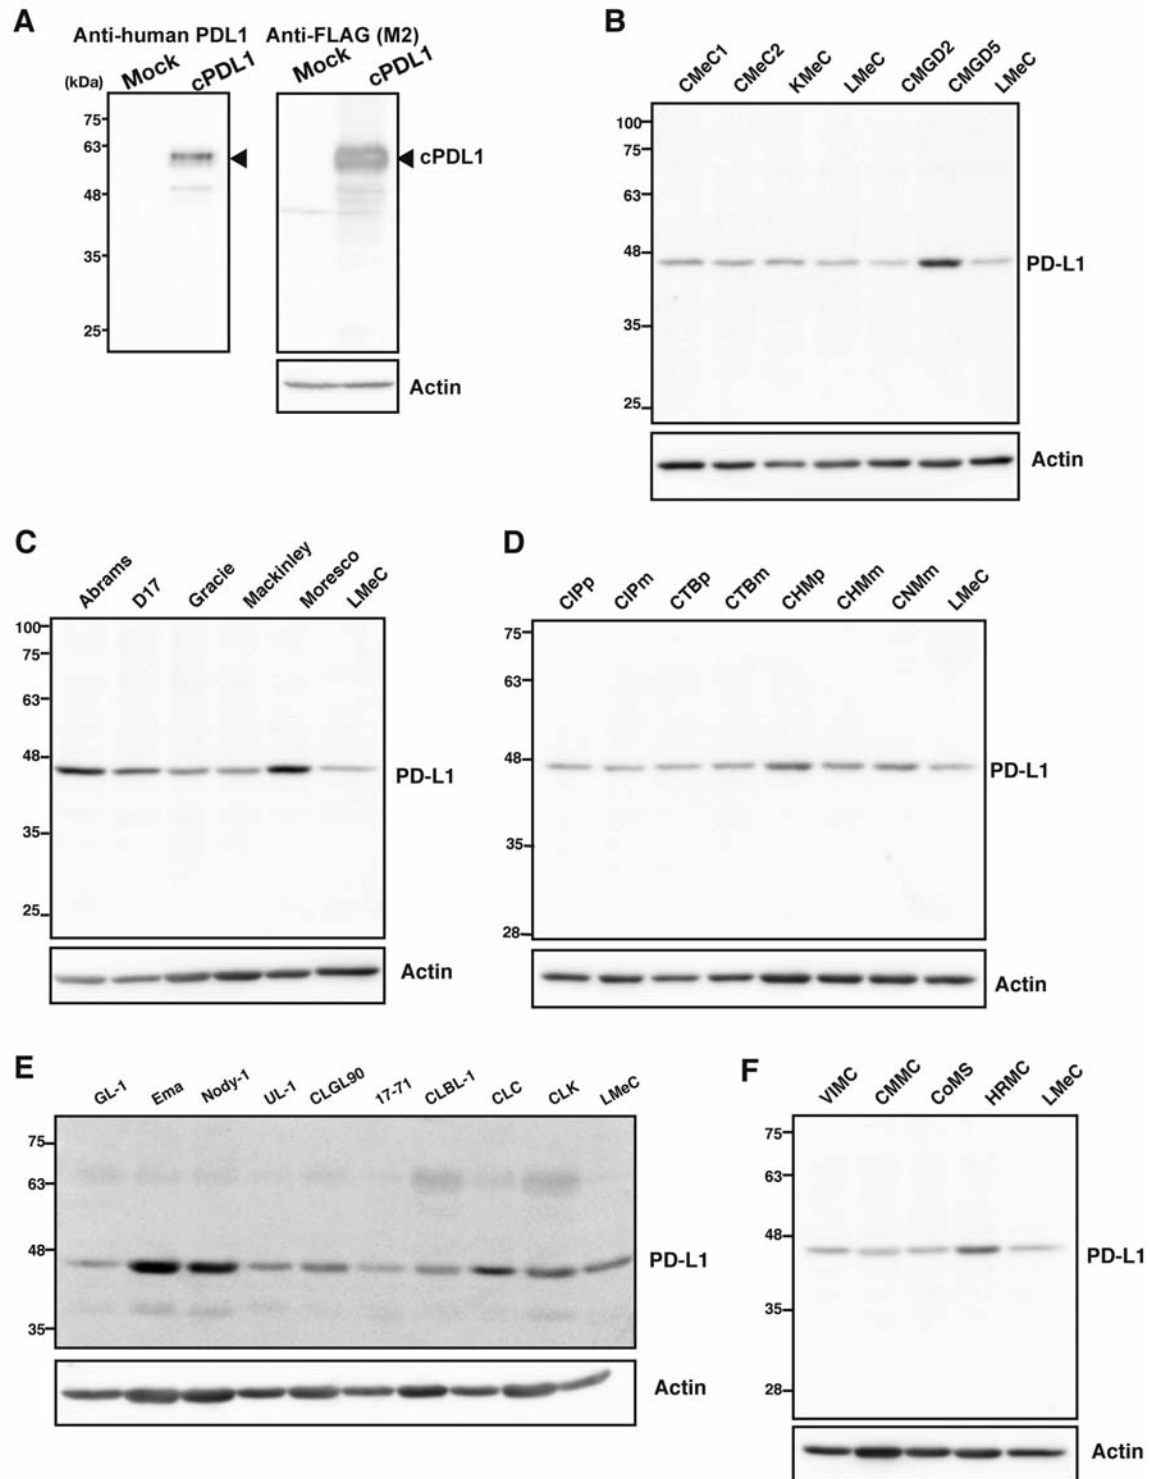 A
Anti-human PDL1 Anti-FLAG (M2)
(kDa) Mock cPDL1 Mock cPDL1
75
63
48
35
25
cPDL1
Actin
B
CMeC1 CMeC2 KMeC LMeC CMGD2 CMGD5 LMeC
100
75
63
48
35
25
PD-L1
Actin
C
Abrams D17 Gracie Mackinley Moresco LMeC
100
75
63
48
35
25
PD-L1
Actin
D
CIPp CIPm CTBp CTBm CHMp CHMm CNMm LMeC
75
63
48
35
28
PD-L1
Actin
E
GL-1 Ema Nody-1 UL-1 CLGL90 17-71 CLBL-1 CLC CLK LMeC
75
63
48
35
PD-L1
Actin
F
VIMC CMMC CoMS HRMC LMeC
75
63
48
35
28
PD-L1
Actin